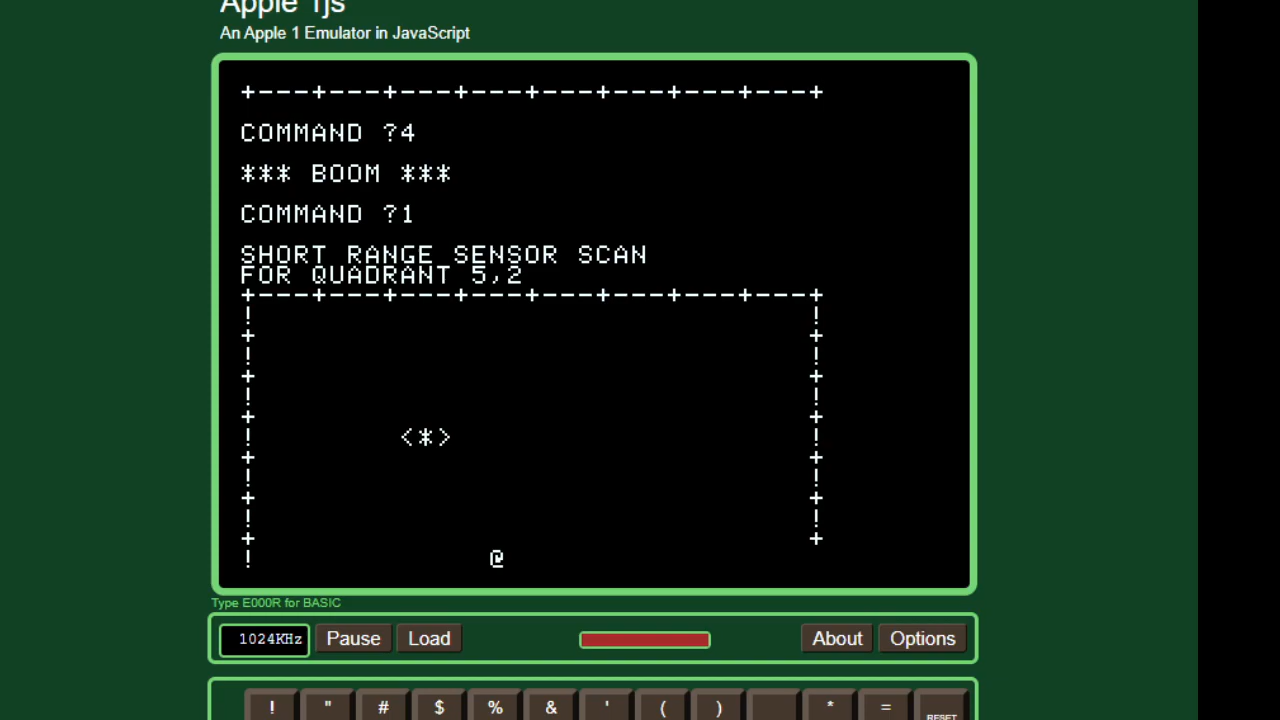 Apple 1js
An Apple 1 Emulator in JavaScript
+---+---+---+---+---+---+---+---+
COMMAND ?4
*** BOOM ***
COMMAND ?1
SHORT RANGE SENSOR SCAN
FOR QUADRANT 5,2
+---+---+---+---+---+---+---+---+
!                               !
+                               +
!                               !
+                               +
!                               !
+                               +
!        <*>                    !
+                               +
!                               !
+                               +
!                               !
+                               +
!             @
Type E000R for BASIC
1024KHz Pause Load About Options
! " # $ % & ' ( ) * = RESET